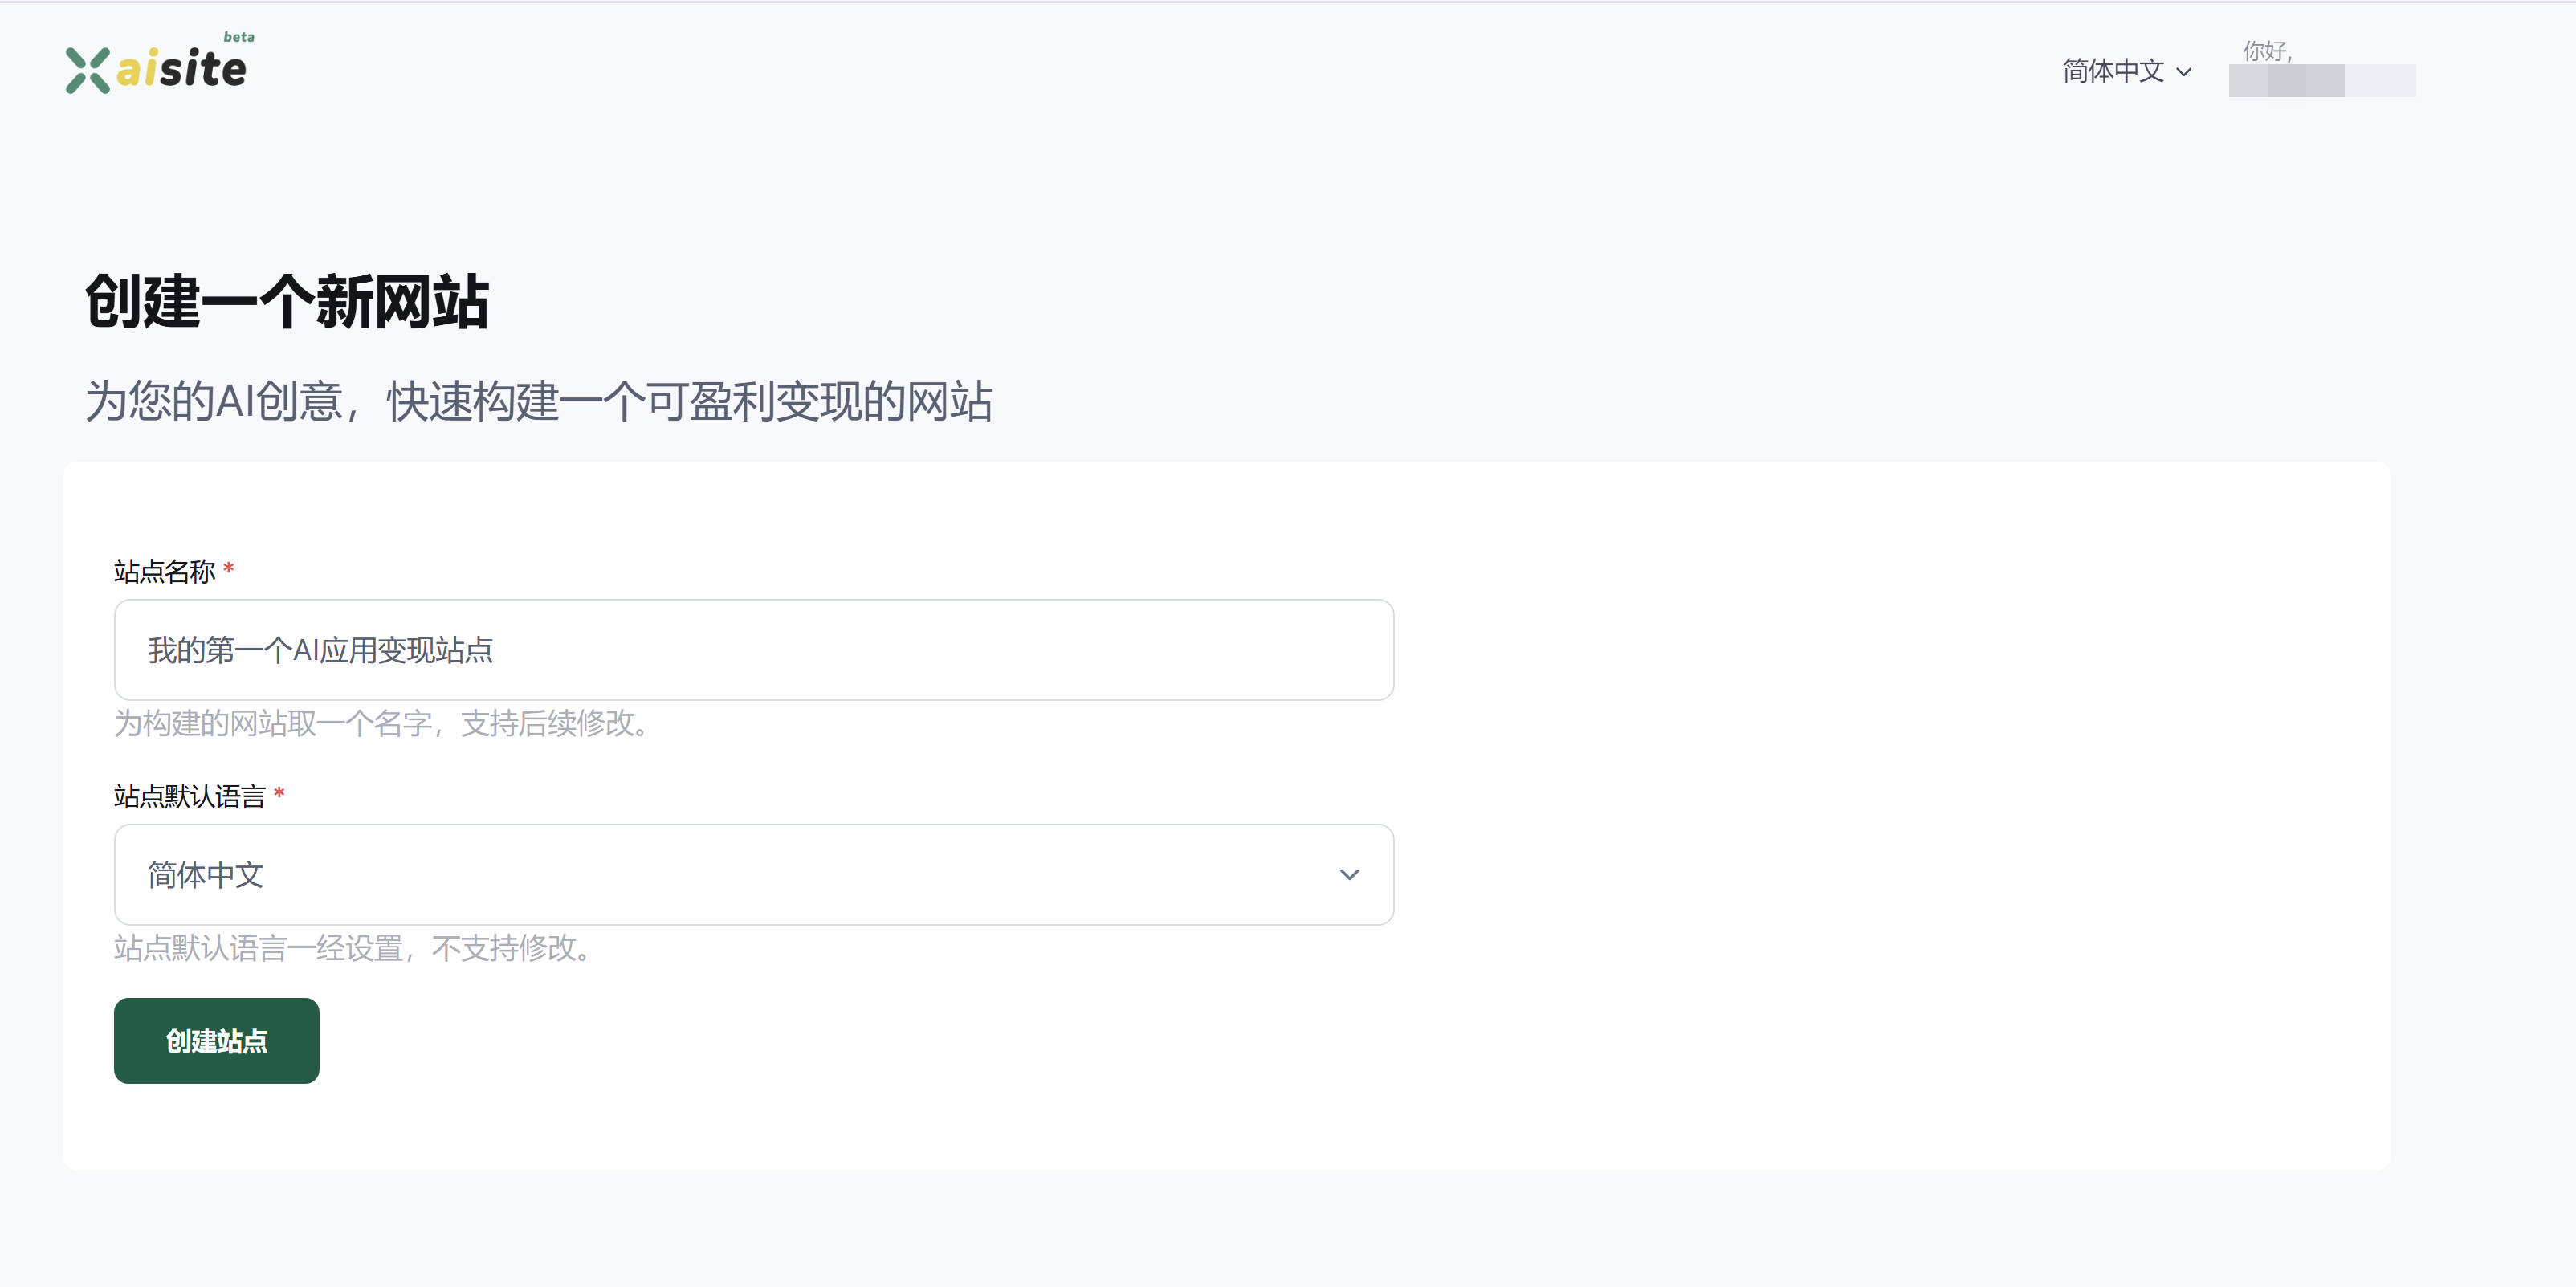 beta
aisite
简体中文
你好,
创建一个新网站
为您的AI创意，快速构建一个可盈利变现的网站
站点名称 *
我的第一个AI应用变现站点
为构建的网站取一个名字，支持后续修改。
站点默认语言 *
简体中文
站点默认语言一经设置，不支持修改。
创建站点